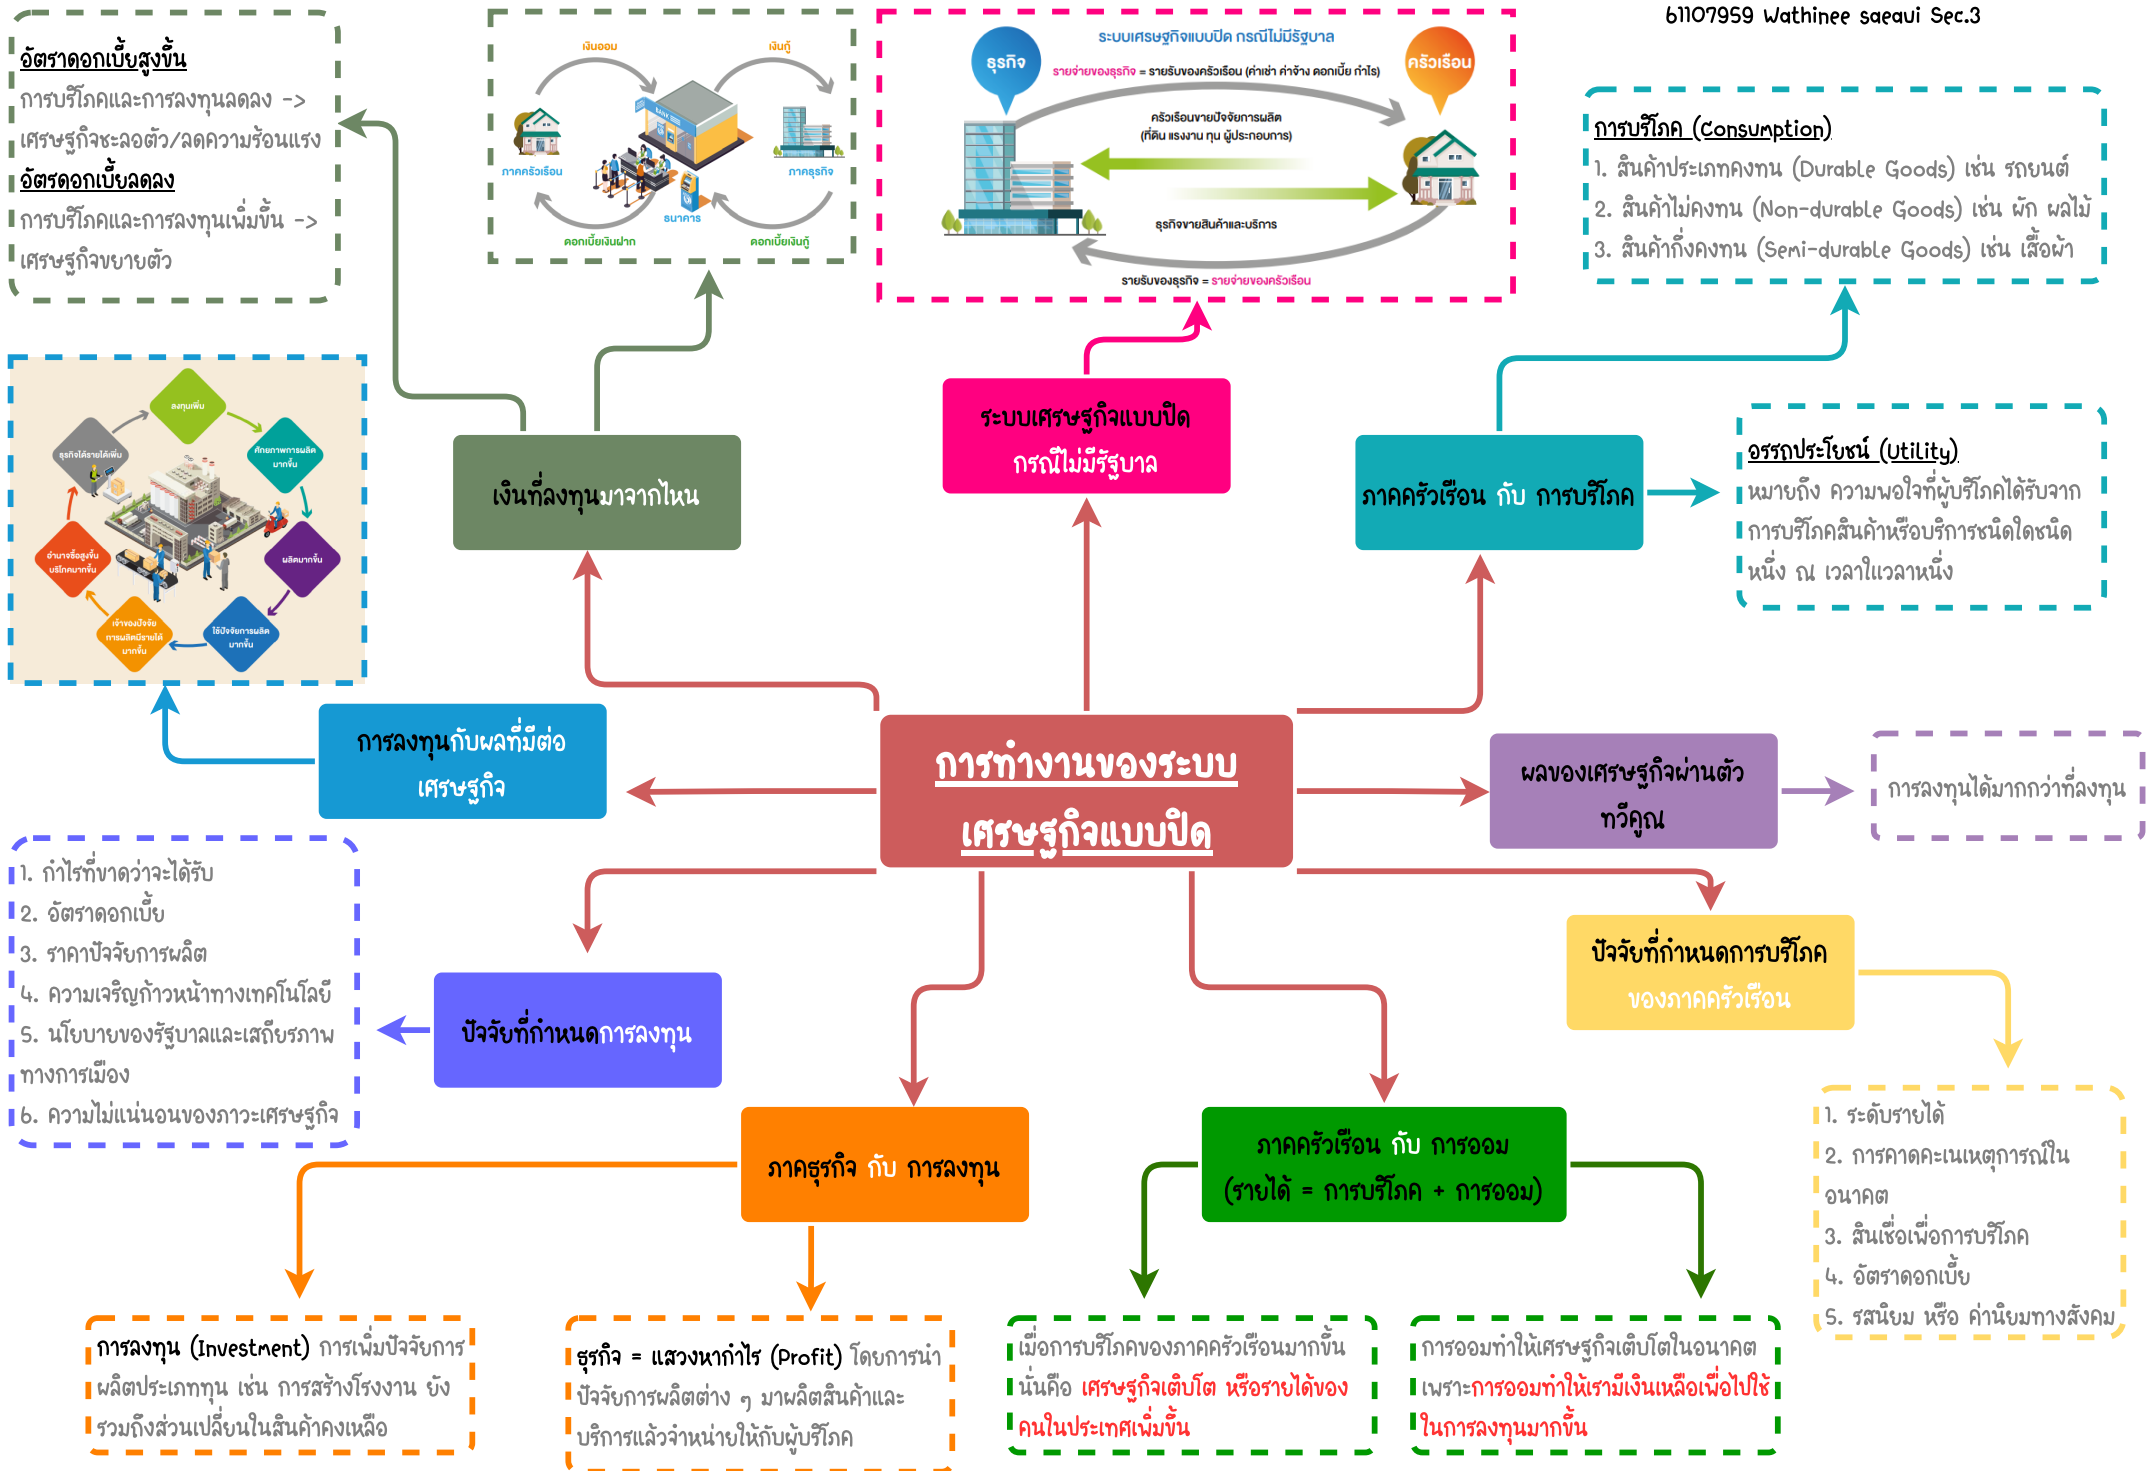 61107959 Wathinee saeaui Sec.3
อัตราดอกเบี้ยสูงขึ้น
การบริโภคและการลงทุนลดลง ->
เศรษฐกิจชะลอตัว/ลดความร้อนแรง
อัตรดอกเบี้ยลดลง
การบริโภคและการลงทุนเพิ่มขึ้น ->
เศรษฐกิจขยายตัว
เงินออม
เงินกู้
BANK
ภาคครัวเรือน
ภาคธุรกิจ
ธนาคาร
ดอกเบี้ยเงินฝาก
ดอกเบี้ยเงินกู้
ระบบเศรษฐกิจแบบปิด กรณีไม่มีรัฐบาล
ธุรกิจ
ครัวเรือน
รายจ่ายของธุรกิจ = รายรับของครัวเรือน (ค่าเช่า ค่าจ้าง ดอกเบี้ย กำไร)
ครัวเรือนขายปัจจัยการผลิต
(ที่ดิน แรงงาน ทุน ผู้ประกอบการ)
ธุรกิจขายสินค้าและบริการ
รายรับของธุรกิจ = รายจ่ายของครัวเรือน
การบริโภค (Consumption)
1. สินค้าประเภทคงทน (Durable Goods) เช่น รถยนต์
2. สินค้าไม่คงทน (Non-durable Goods) เช่น ผัก ผลไม้
3. สินค้ากึ่งคงทน (Semi-durable Goods) เช่น เสื้อผ้า
ลงทุนเพิ่ม
ศักยภาพการผลิต
มากขึ้น
ผลิตมากขึ้น
ใช้ปัจจัยการผลิต
มากขึ้น
เจ้าของปัจจัย
การผลิตมีรายได้
มากขึ้น
อำนาจซื้อสูงขึ้น
บริโภคมากขึ้น
ธุรกิจได้รายได้เพิ่ม
เงินที่ลงทุนมาจากไหน
ระบบเศรษฐกิจแบบปิด
กรณีไม่มีรัฐบาล
ภาคครัวเรือน กับ การบริโภค
อรรถประโยชน์ (Utility)
หมายถึง ความพอใจที่ผู้บริโภคได้รับจาก
การบริโภคสินค้าหรือบริการชนิดใดชนิด
หนึ่ง ณ เวลาใเวลาหนึ่ง
การลงทุนกับผลที่มีต่อ
เศรษฐกิจ
การทำงานของระบบ
เศรษฐกิจแบบปิด
ผลของเศรษฐกิจผ่านตัว
ทวีคูณ
การลงทุนได้มากกว่าที่ลงทุน
1. กำไรที่ขาดว่าจะได้รับ
2. อัตราดอกเบี้ย
3. ราคาปัจจัยการผลิต
4. ความเจริญก้าวหน้าทางเทคโนโลยี
5. นโยบายของรัฐบาลและเสถียรภาพ
ทางการเมือง
6. ความไม่แน่นอนของภาวะเศรษฐกิจ
ปัจจัยที่กำหนดการลงทุน
ปัจจัยที่กำหนดการบริโภค
ของภาคครัวเรือน
1. ระดับรายได้
2. การคาดคะเนเหตุการณ์ใน
อนาคต
3. สินเชื่อเพื่อการบริโภค
4. อัตราดอกเบี้ย
5. รสนิยม หรือ ค่านิยมทางสังคม
ภาคธุรกิจ กับ การลงทุน
ภาคครัวเรือน กับ การออม
(รายได้ = การบริโภค + การออม)
การลงทุน (Investment) การเพิ่มปัจจัยการ
ผลิตประเภททุน เช่น การสร้างโรงงาน ยัง
รวมถึงส่วนเปลี่ยนในสินค้าคงเหลือ
ธุรกิจ = แสวงหากำไร (Profit) โดยการนำ
ปัจจัยการผลิตต่าง ๆ มาผลิตสินค้าและ
บริการแล้วจำหน่ายให้กับผู้บริโภค
เมื่อการบริโภคของภาคครัวเรือนมากขึ้น
นั่นคือ เศรษฐกิจเติบโต หรือรายได้ของ
คนในประเทศเพิ่มขึ้น
การออมทำให้เศรษฐกิจเติบโตในอนาคต
เพราะการออมทำให้เรามีเงินเหลือเพื่อไปใช้
ในการลงทุนมากขึ้น